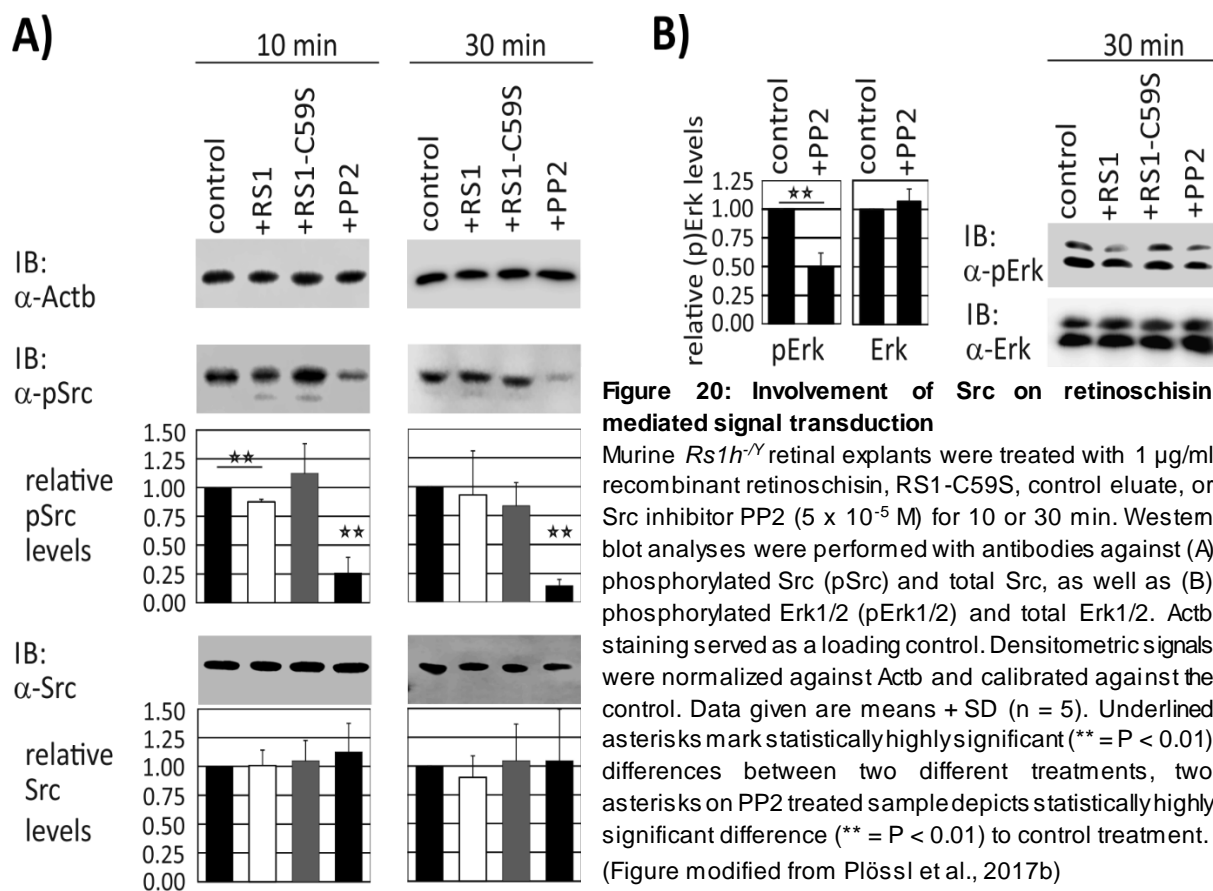 A)
10 min
30 min
control
+RS1
+RS1-C59S
+PP2
control
+RS1
+RS1-C59S
+PP2
IB:
α-Actb
IB:
α-pSrc
1.50
1.25
1.00
0.75
0.50
0.25
0.00
relative
pSrc
levels
☆☆
☆☆
☆☆
IB:
α-Src
1.50
1.25
1.00
0.75
0.50
0.25
0.00
relative
Src
levels
B)
30 min
control
+PP2
control
+PP2
control
+RS1
+RS1-C59S
+PP2
relative (p)Erk levels
1.25
1.00
0.75
0.50
0.25
0.00
☆☆
pErk
Erk
IB:
α-pErk
IB:
α-Erk
Figure 20: Involvement of Src on retinoschisin
mediated signal transduction
Murine Rs1h-/Y retinal explants were treated with 1 µg/ml
recombinant retinoschisin, RS1-C59S, control eluate, or
Src inhibitor PP2 (5 x 10-5 M) for 10 or 30 min. Western
blot analyses were performed with antibodies against (A)
phosphorylated Src (pSrc) and total Src, as well as (B)
phosphorylated Erk1/2 (pErk1/2) and total Erk1/2. Actb
staining served as a loading control. Densitometric signals
were normalized against Actb and calibrated against the
control. Data given are means + SD (n = 5). Underlined
asterisks mark statistically highly significant (** = P < 0.01)
differences between two different treatments, two
asterisks on PP2 treated sample depicts statistically highly
significant difference (** = P < 0.01) to control treatment.
(Figure modified from Plössl et al., 2017b)